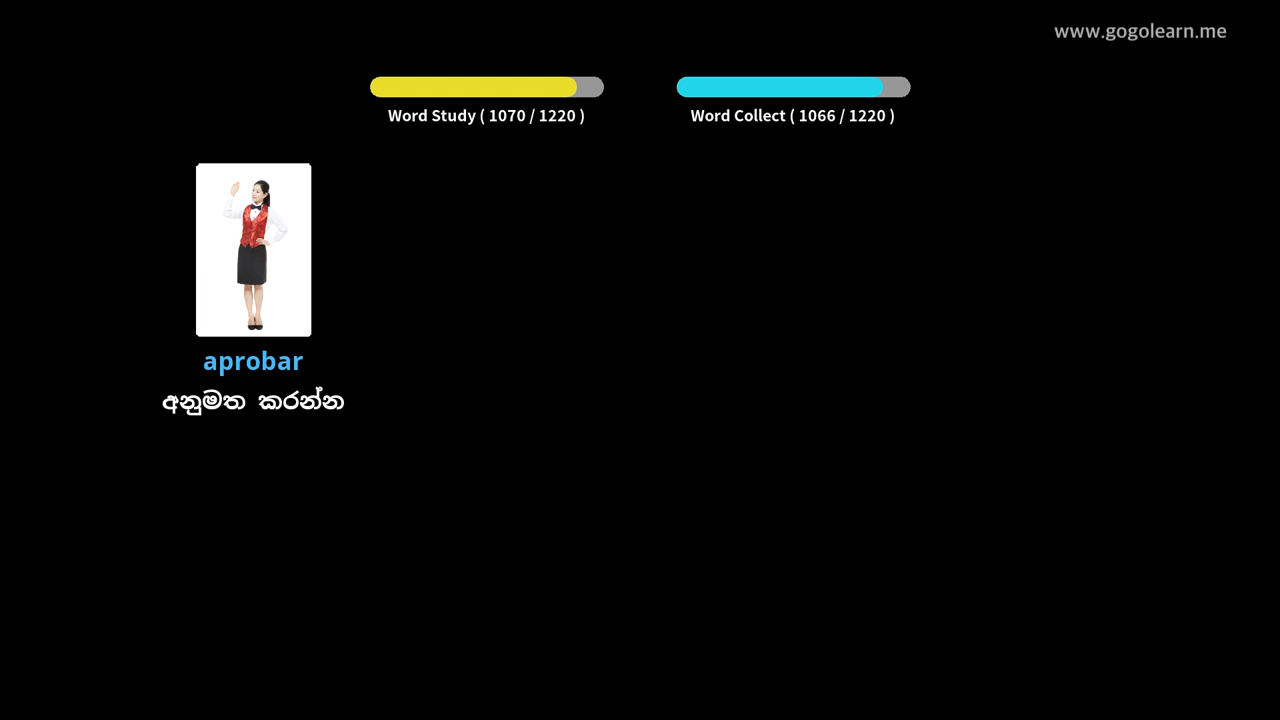 www.gogolearn.me
Word Study ( 1070 / 1220 )
Word Collect ( 1066 / 1220 )
aprobar
අනුමත කරන්න